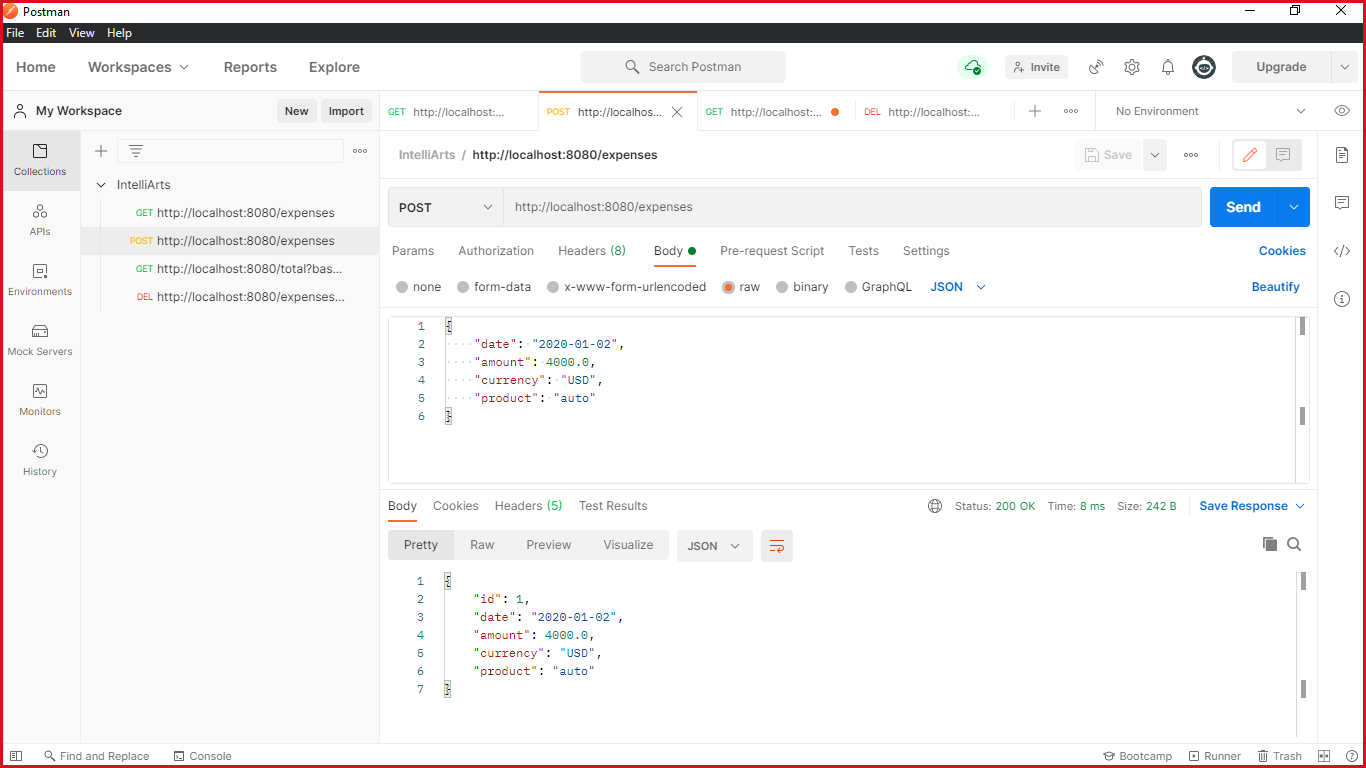 Postman
File Edit View Help
Home Workspaces Reports Explore Search Postman Invite Upgrade
My Workspace New Import
GET http://localhost:... POST http://localhos... GET http://localhost:... DEL http://localhost:... No Environment
Collections
APIs
Environments
Mock Servers
Monitors
History
IntelliArts
GET http://localhost:8080/expenses
POST http://localhost:8080/expenses
GET http://localhost:8080/total?bas...
DEL http://localhost:8080/expenses...
IntelliArts / http://localhost:8080/expenses Save
POST http://localhost:8080/expenses Send
Params Authorization Headers (8) Body Pre-request Script Tests Settings Cookies
none form-data x-www-form-urlencoded raw binary GraphQL JSON Beautify
1 {
2 "date": "2020-01-02",
3 "amount": 4000.0,
4 "currency": "USD",
5 "product": "auto"
6 }
Body Cookies Headers (5) Test Results Status: 200 OK Time: 8 ms Size: 242 B Save Response
Pretty Raw Preview Visualize JSON
1 {
2 "id": 1,
3 "date": "2020-01-02",
4 "amount": 4000.0,
5 "currency": "USD",
6 "product": "auto"
7 }
Find and Replace Console Bootcamp Runner Trash